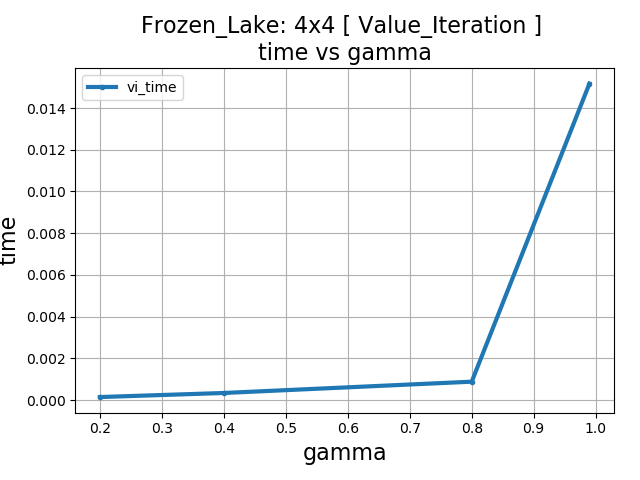 Frozen_Lake: 4x4 [ Value_Iteration ]
time vs gamma
vi_time
0.014
0.012
0.010
0.008
0.006
0.004
0.002
0.000
time
0.2 0.3 0.4 0.5 0.6 0.7 0.8 0.9 1.0
gamma